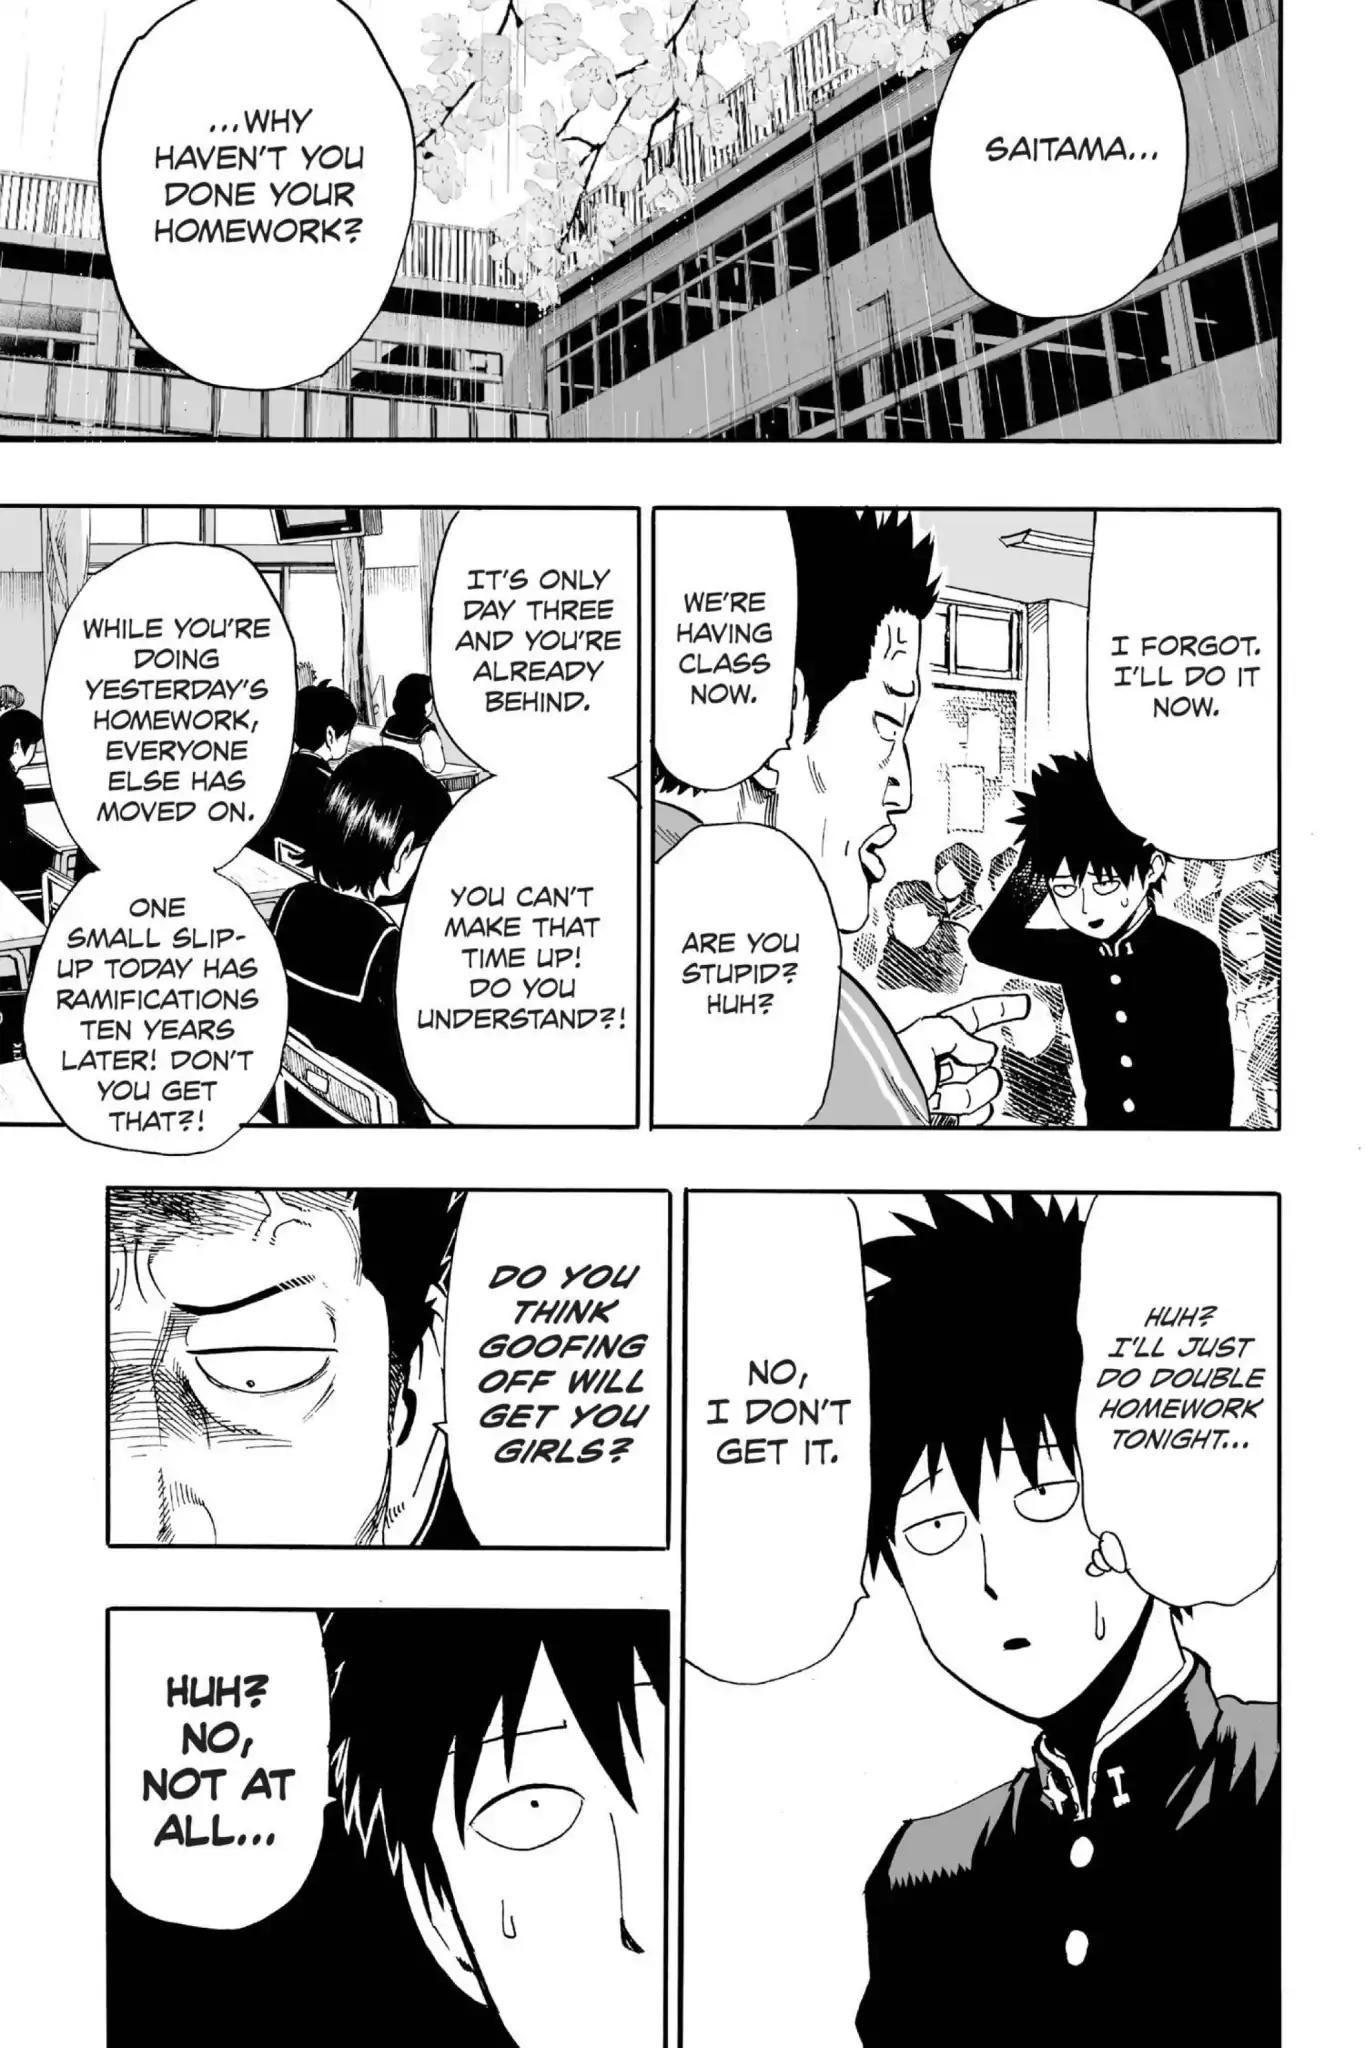 SAITAMA...
...WHY
HAVEN'T YOU
DONE YOUR
HOMEWORK?
I FORGOT.
I'LL DO IT
NOW.
WE'RE
HAVING
CLASS
NOW.
ARE YOU
STUPID?
HUH?
IT'S ONLY
DAY THREE
AND YOU'RE
ALREADY
BEHIND.
YOU CAN'T
MAKE THAT
TIME UP!
DO YOU
UNDERSTAND?!
WHILE YOU'RE
DOING
YESTERDAY'S
HOMEWORK,
EVERYONE
ELSE HAS
MOVED ON.
ONE
SMALL SLIP-
UP TODAY HAS
RAMIFICATIONS
TEN YEARS
LATER! DON'T
YOU GET
THAT?!
HUH?
I'LL JUST
DO DOUBLE
HOMEWORK
TONIGHT...
NO,
I DON'T
GET IT.
DO YOU
THINK
GOOFING
OFF WILL
GET YOU
GIRLS?
HUH?
NO,
NOT AT
ALL...